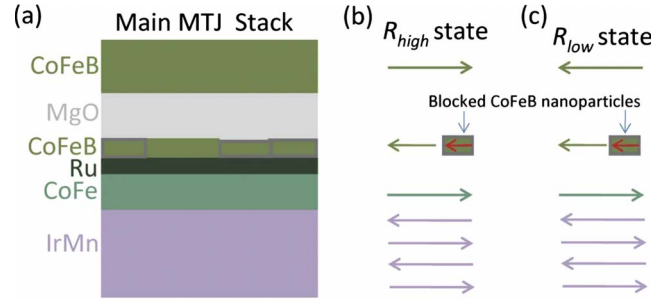 (a) Main MTJ Stack
CoFeB
MgO
CoFeB
Ru
CoFe
IrMn
(b)
R_high state
(c)
R_low state
Blocked CoFeB nanoparticles